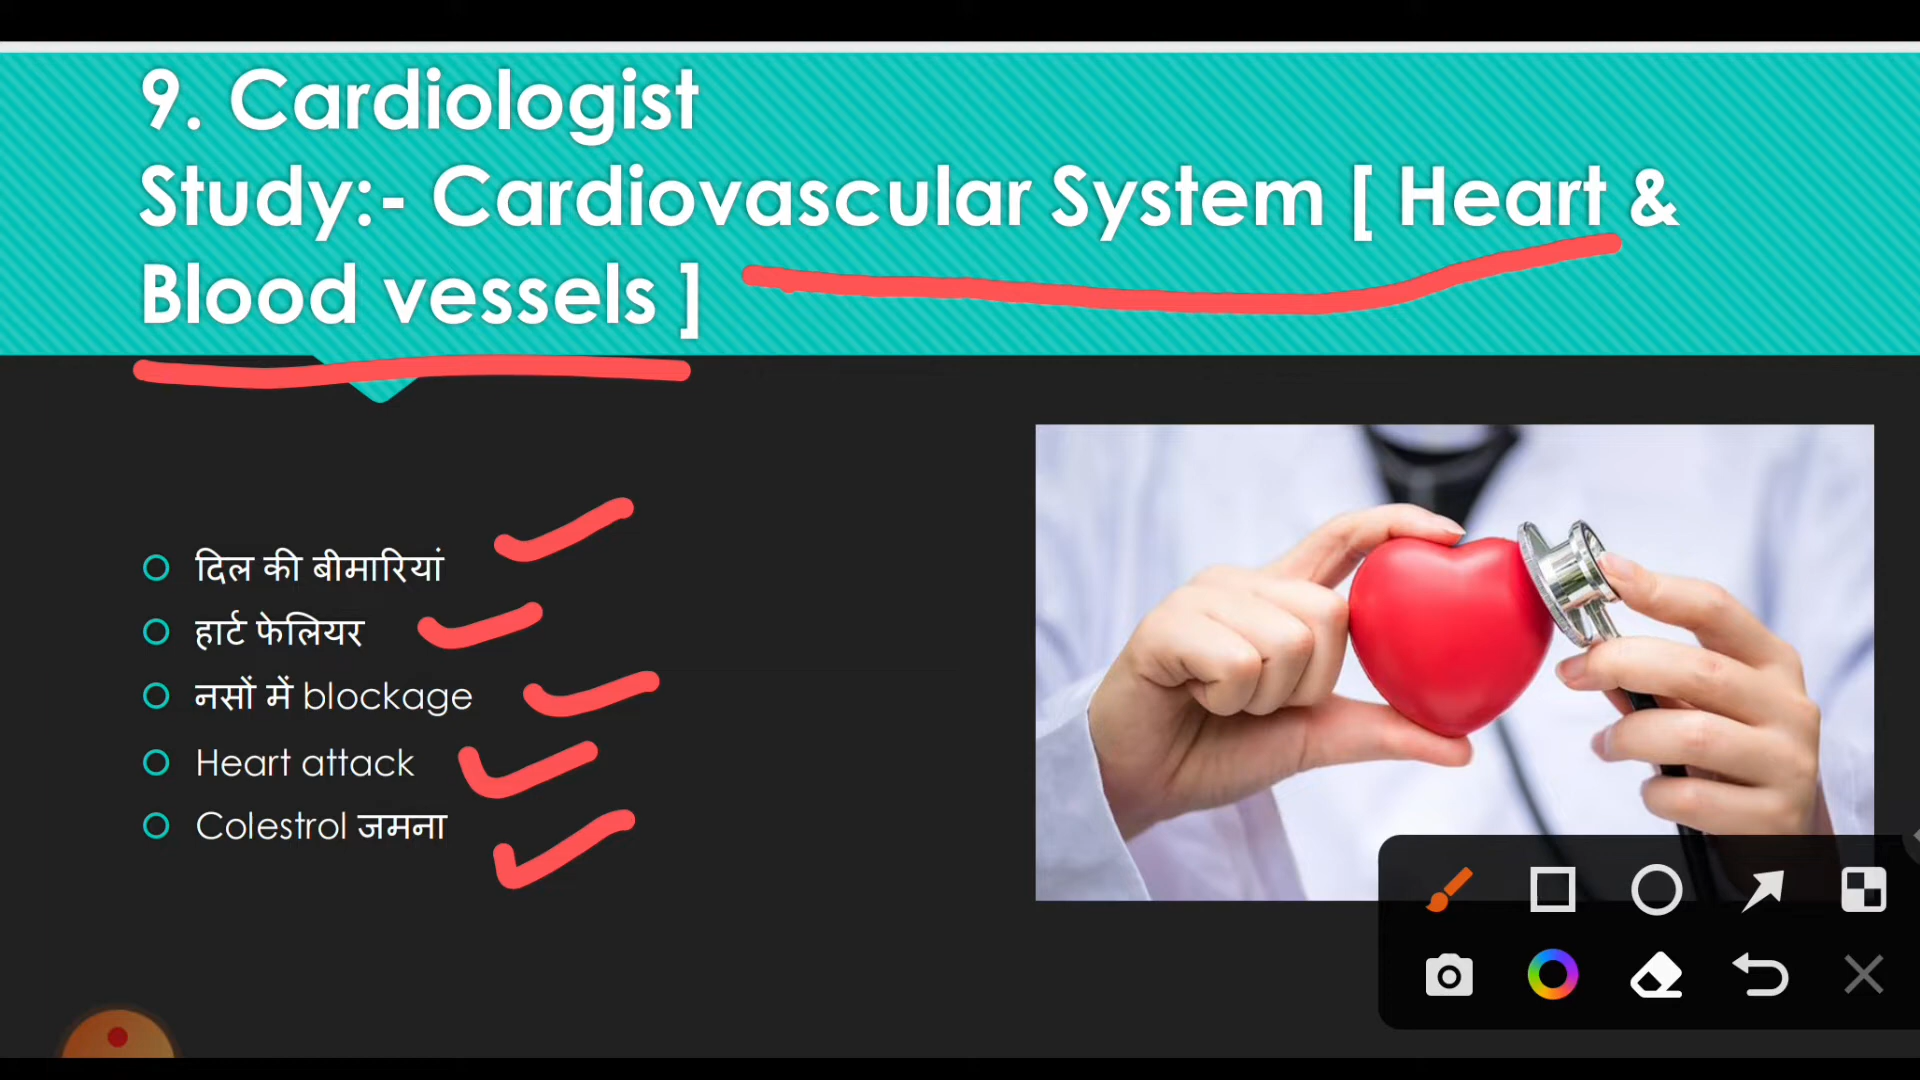 9. Cardiologist
Study:- Cardiovascular System [ Heart &
Blood vessels ]
दिल की बीमारियां
हार्ट फेलियर
नसों में blockage
Heart attack
Colestrol जमना